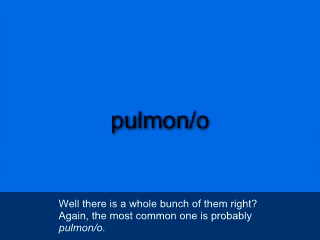 pulmon/o
Well there is a whole bunch of them right?
Again, the most common one is probably
pulmon/o.